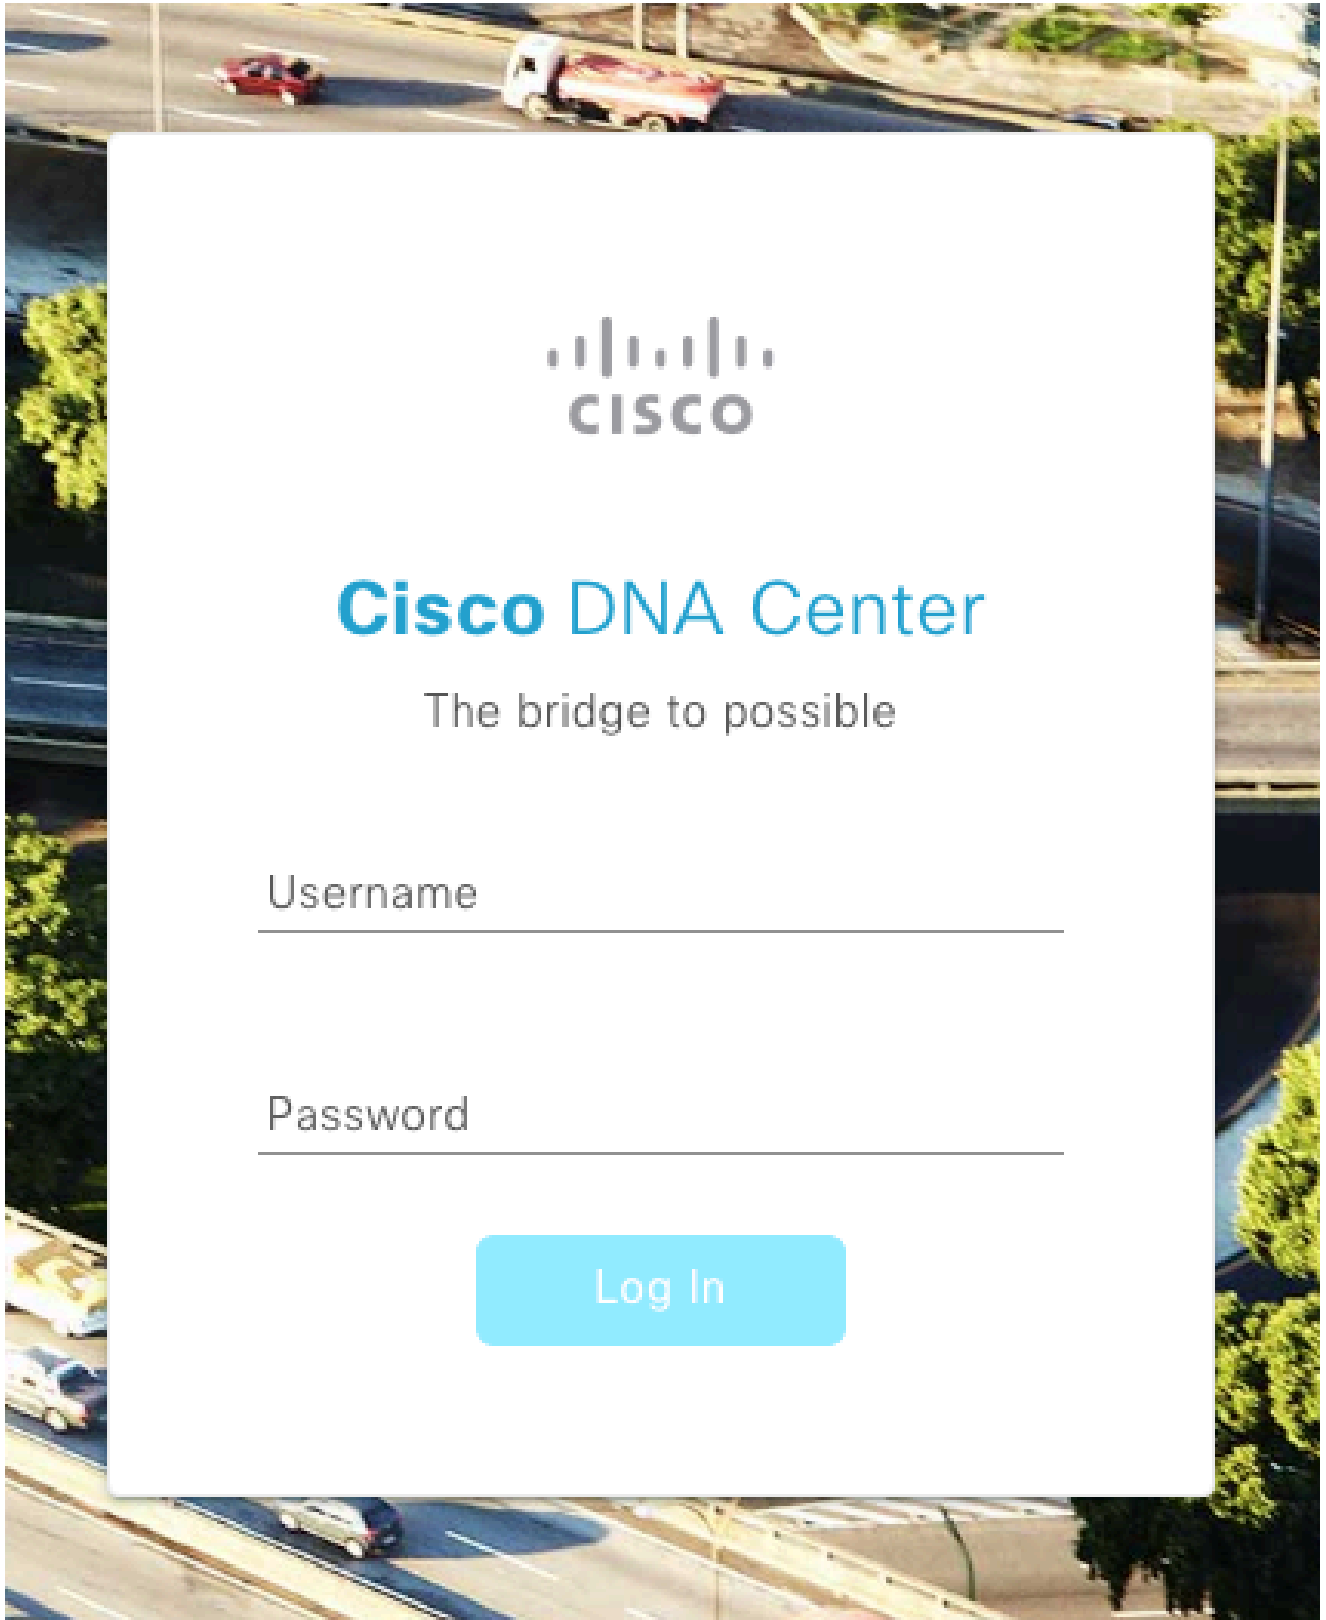 CISCO
Cisco DNA Center
The bridge to possible
Username
Password
Log In